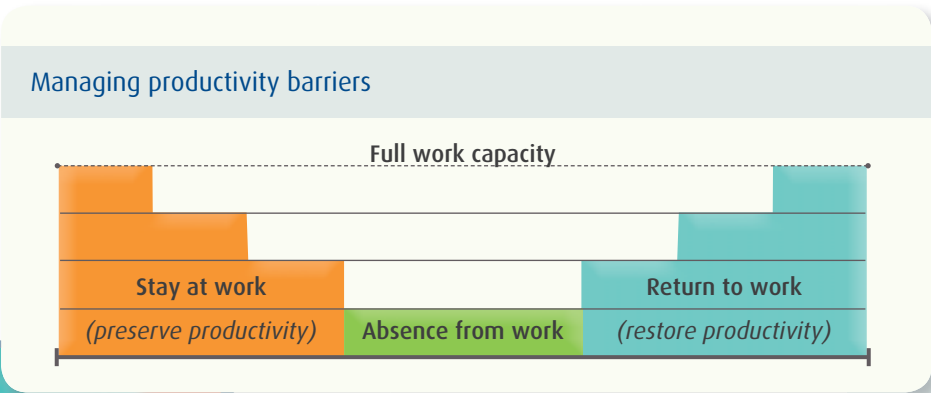 Managing productivity barriers
Full work capacity
Stay at work
Return to work
(preserve productivity)
Absence from work
(restore productivity)